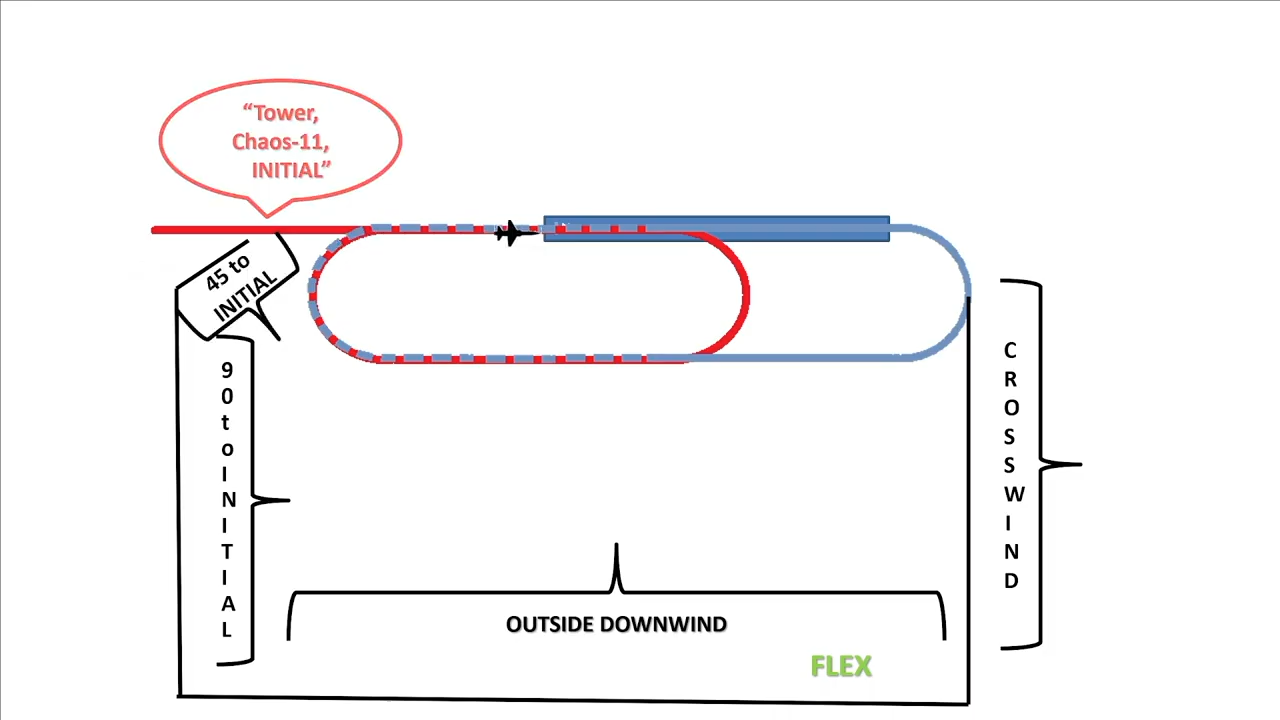 “Tower,
Chaos-11,
INITIAL”
45 to
INITIAL
90 to INITIAL
CROSSWIND
OUTSIDE DOWNWIND
FLEX